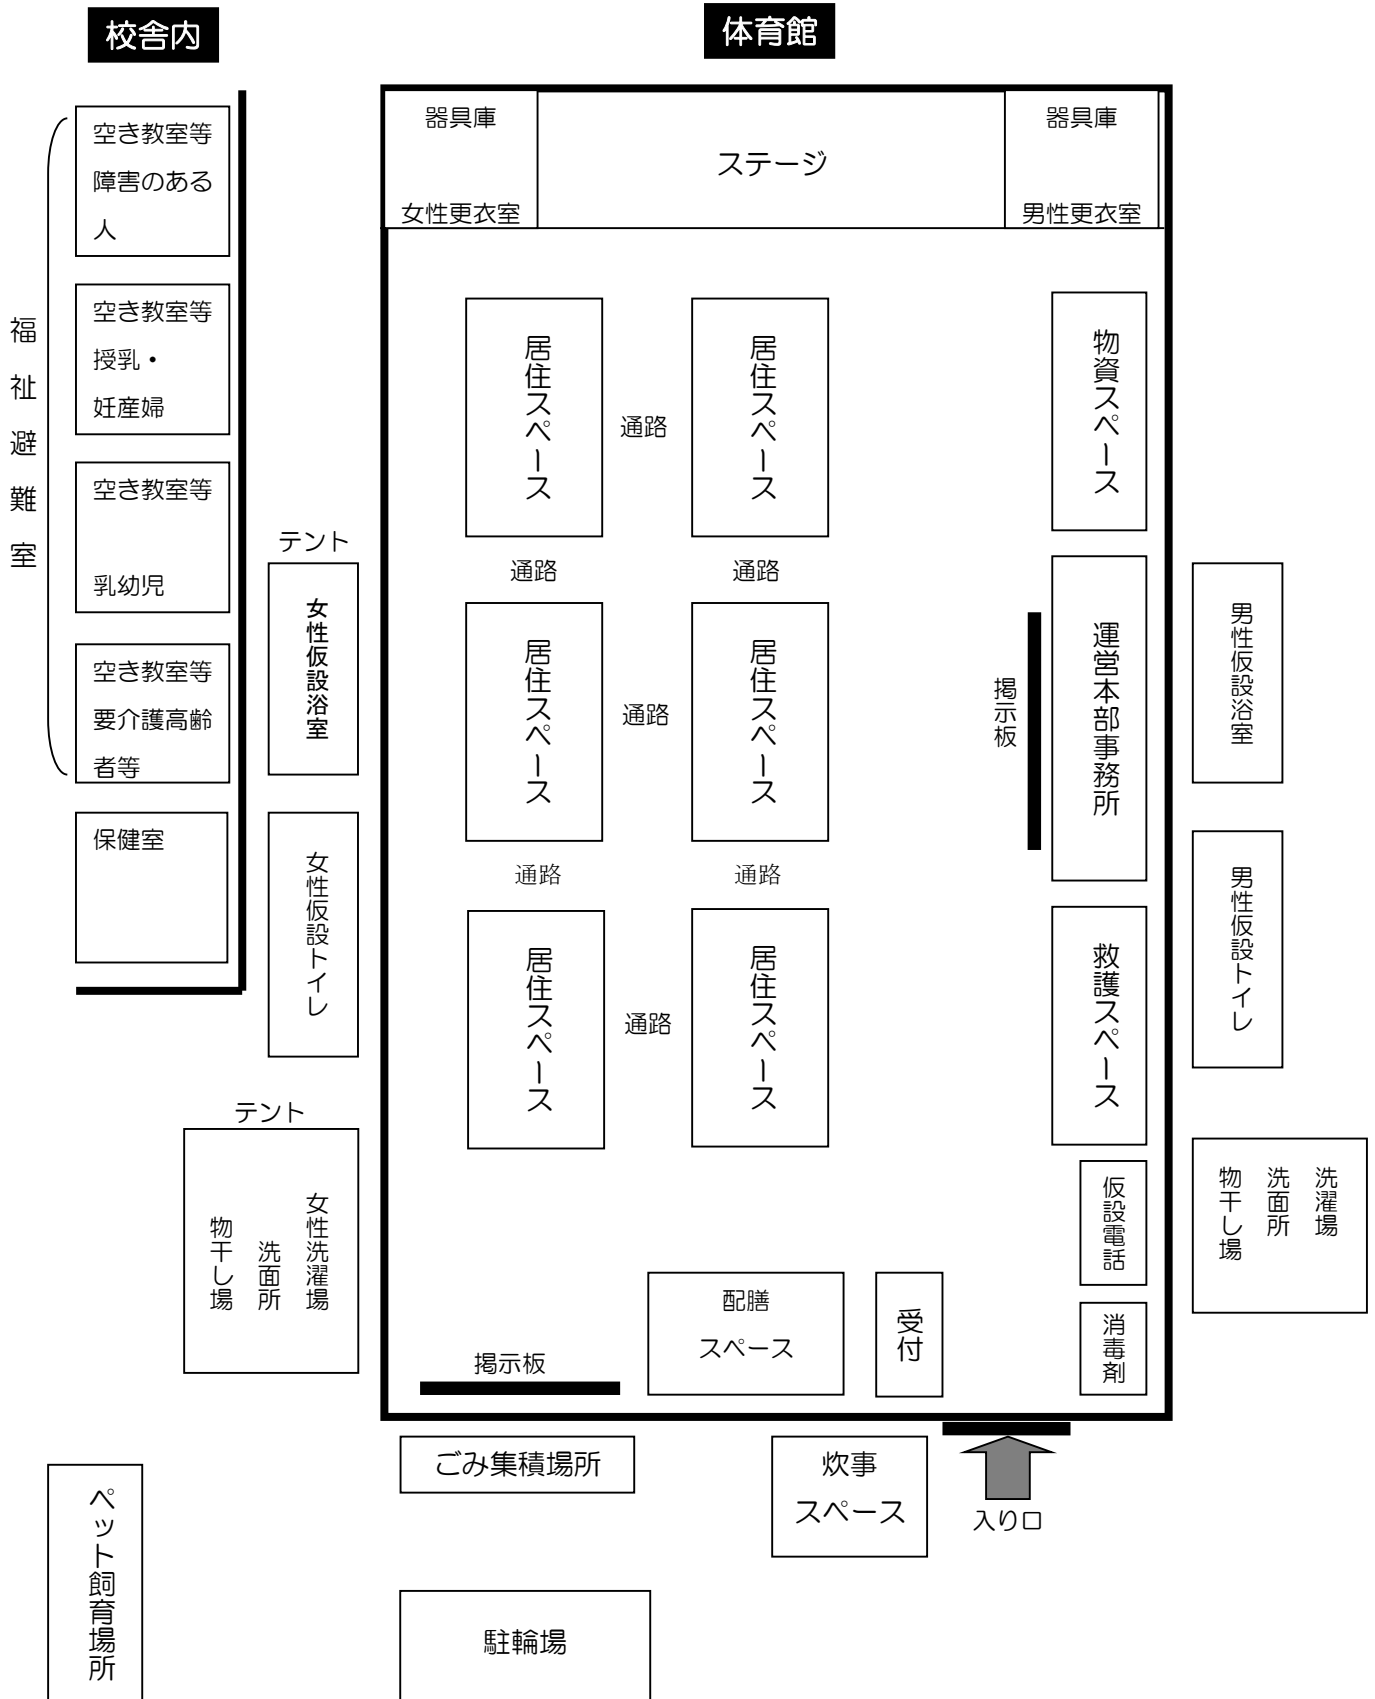 校舎内
体育館
空き教室等
障害のある
人
空き教室等
授乳・
妊産婦
空き教室等
乳幼児
空き教室等
要介護高齢
者等
保健室
福祉避難室
器具庫
女性更衣室
ステージ
器具庫
男性更衣室
居住スペース
通路
居住スペース
物資スペース
通路
通路
テント
女性仮設浴室
居住スペース
通路
居住スペース
掲示板
運営本部事務所
男性仮設浴室
女性仮設トイレ
通路
通路
男性仮設トイレ
居住スペース
通路
居住スペース
救護スペース
テント
女性洗濯場
洗面所
物干し場
仮設電話
洗濯場
洗面所
物干し場
掲示板
配膳
スペース
受付
消毒剤
ごみ集積場所
炊事
スペース
入り口
ペット飼育場所
駐輪場